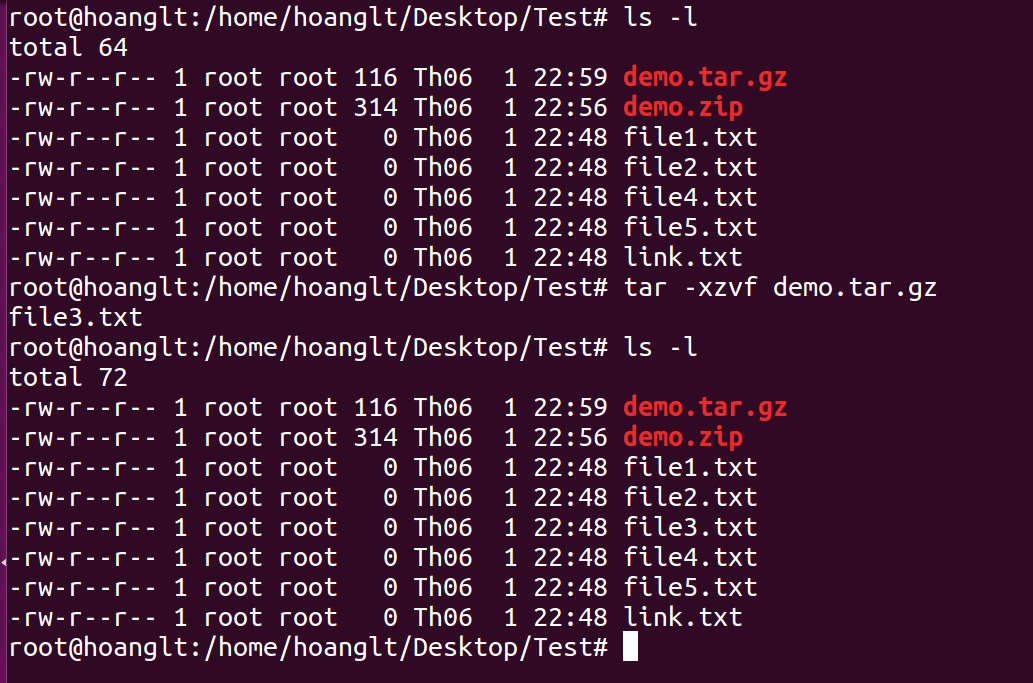 root@hoanglt:/home/hoanglt/Desktop/Test# ls -l
total 64
-rw-r--r-- 1 root root 116 Th06  1 22:59 demo.tar.gz
-rw-r--r-- 1 root root 314 Th06  1 22:56 demo.zip
-rw-r--r-- 1 root root   0 Th06  1 22:48 file1.txt
-rw-r--r-- 1 root root   0 Th06  1 22:48 file2.txt
-rw-r--r-- 1 root root   0 Th06  1 22:48 file4.txt
-rw-r--r-- 1 root root   0 Th06  1 22:48 file5.txt
-rw-r--r-- 1 root root   0 Th06  1 22:48 link.txt
root@hoanglt:/home/hoanglt/Desktop/Test# tar -xzvf demo.tar.gz
file3.txt
root@hoanglt:/home/hoanglt/Desktop/Test# ls -l
total 72
-rw-r--r-- 1 root root 116 Th06  1 22:59 demo.tar.gz
-rw-r--r-- 1 root root 314 Th06  1 22:56 demo.zip
-rw-r--r-- 1 root root   0 Th06  1 22:48 file1.txt
-rw-r--r-- 1 root root   0 Th06  1 22:48 file2.txt
-rw-r--r-- 1 root root   0 Th06  1 22:48 file3.txt
-rw-r--r-- 1 root root   0 Th06  1 22:48 file4.txt
-rw-r--r-- 1 root root   0 Th06  1 22:48 file5.txt
-rw-r--r-- 1 root root   0 Th06  1 22:48 link.txt
root@hoanglt:/home/hoanglt/Desktop/Test#